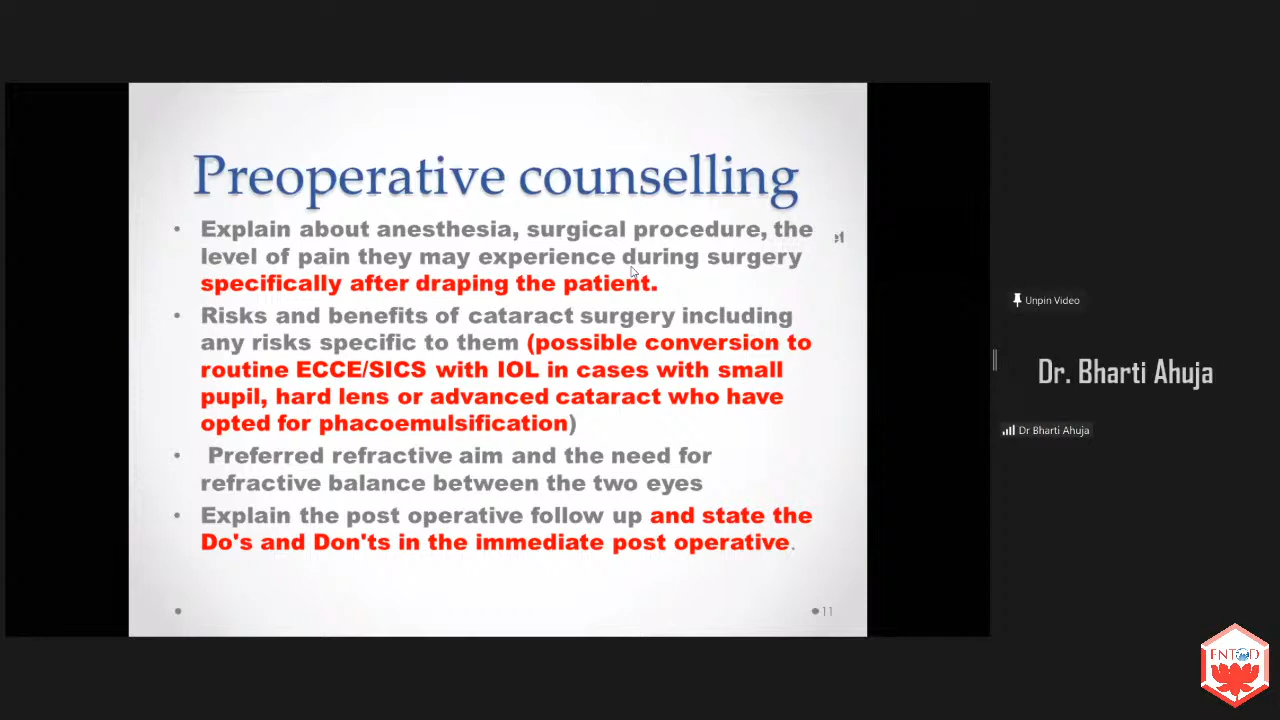 Preoperative counselling
• Explain about anesthesia, surgical procedure, the
level of pain they may experience during surgery
specifically after draping the patient.
• Risks and benefits of cataract surgery including
any risks specific to them (possible conversion to
routine ECCE/SICS with IOL in cases with small
pupil, hard lens or advanced cataract who have
opted for phacoemulsification)
• Preferred refractive aim and the need for
refractive balance between the two eyes
• Explain the post operative follow up and state the
Do's and Don'ts in the immediate post operative.
11
Unpin Video
Dr. Bharti Ahuja
Dr Bharti Ahuja
ENTOD